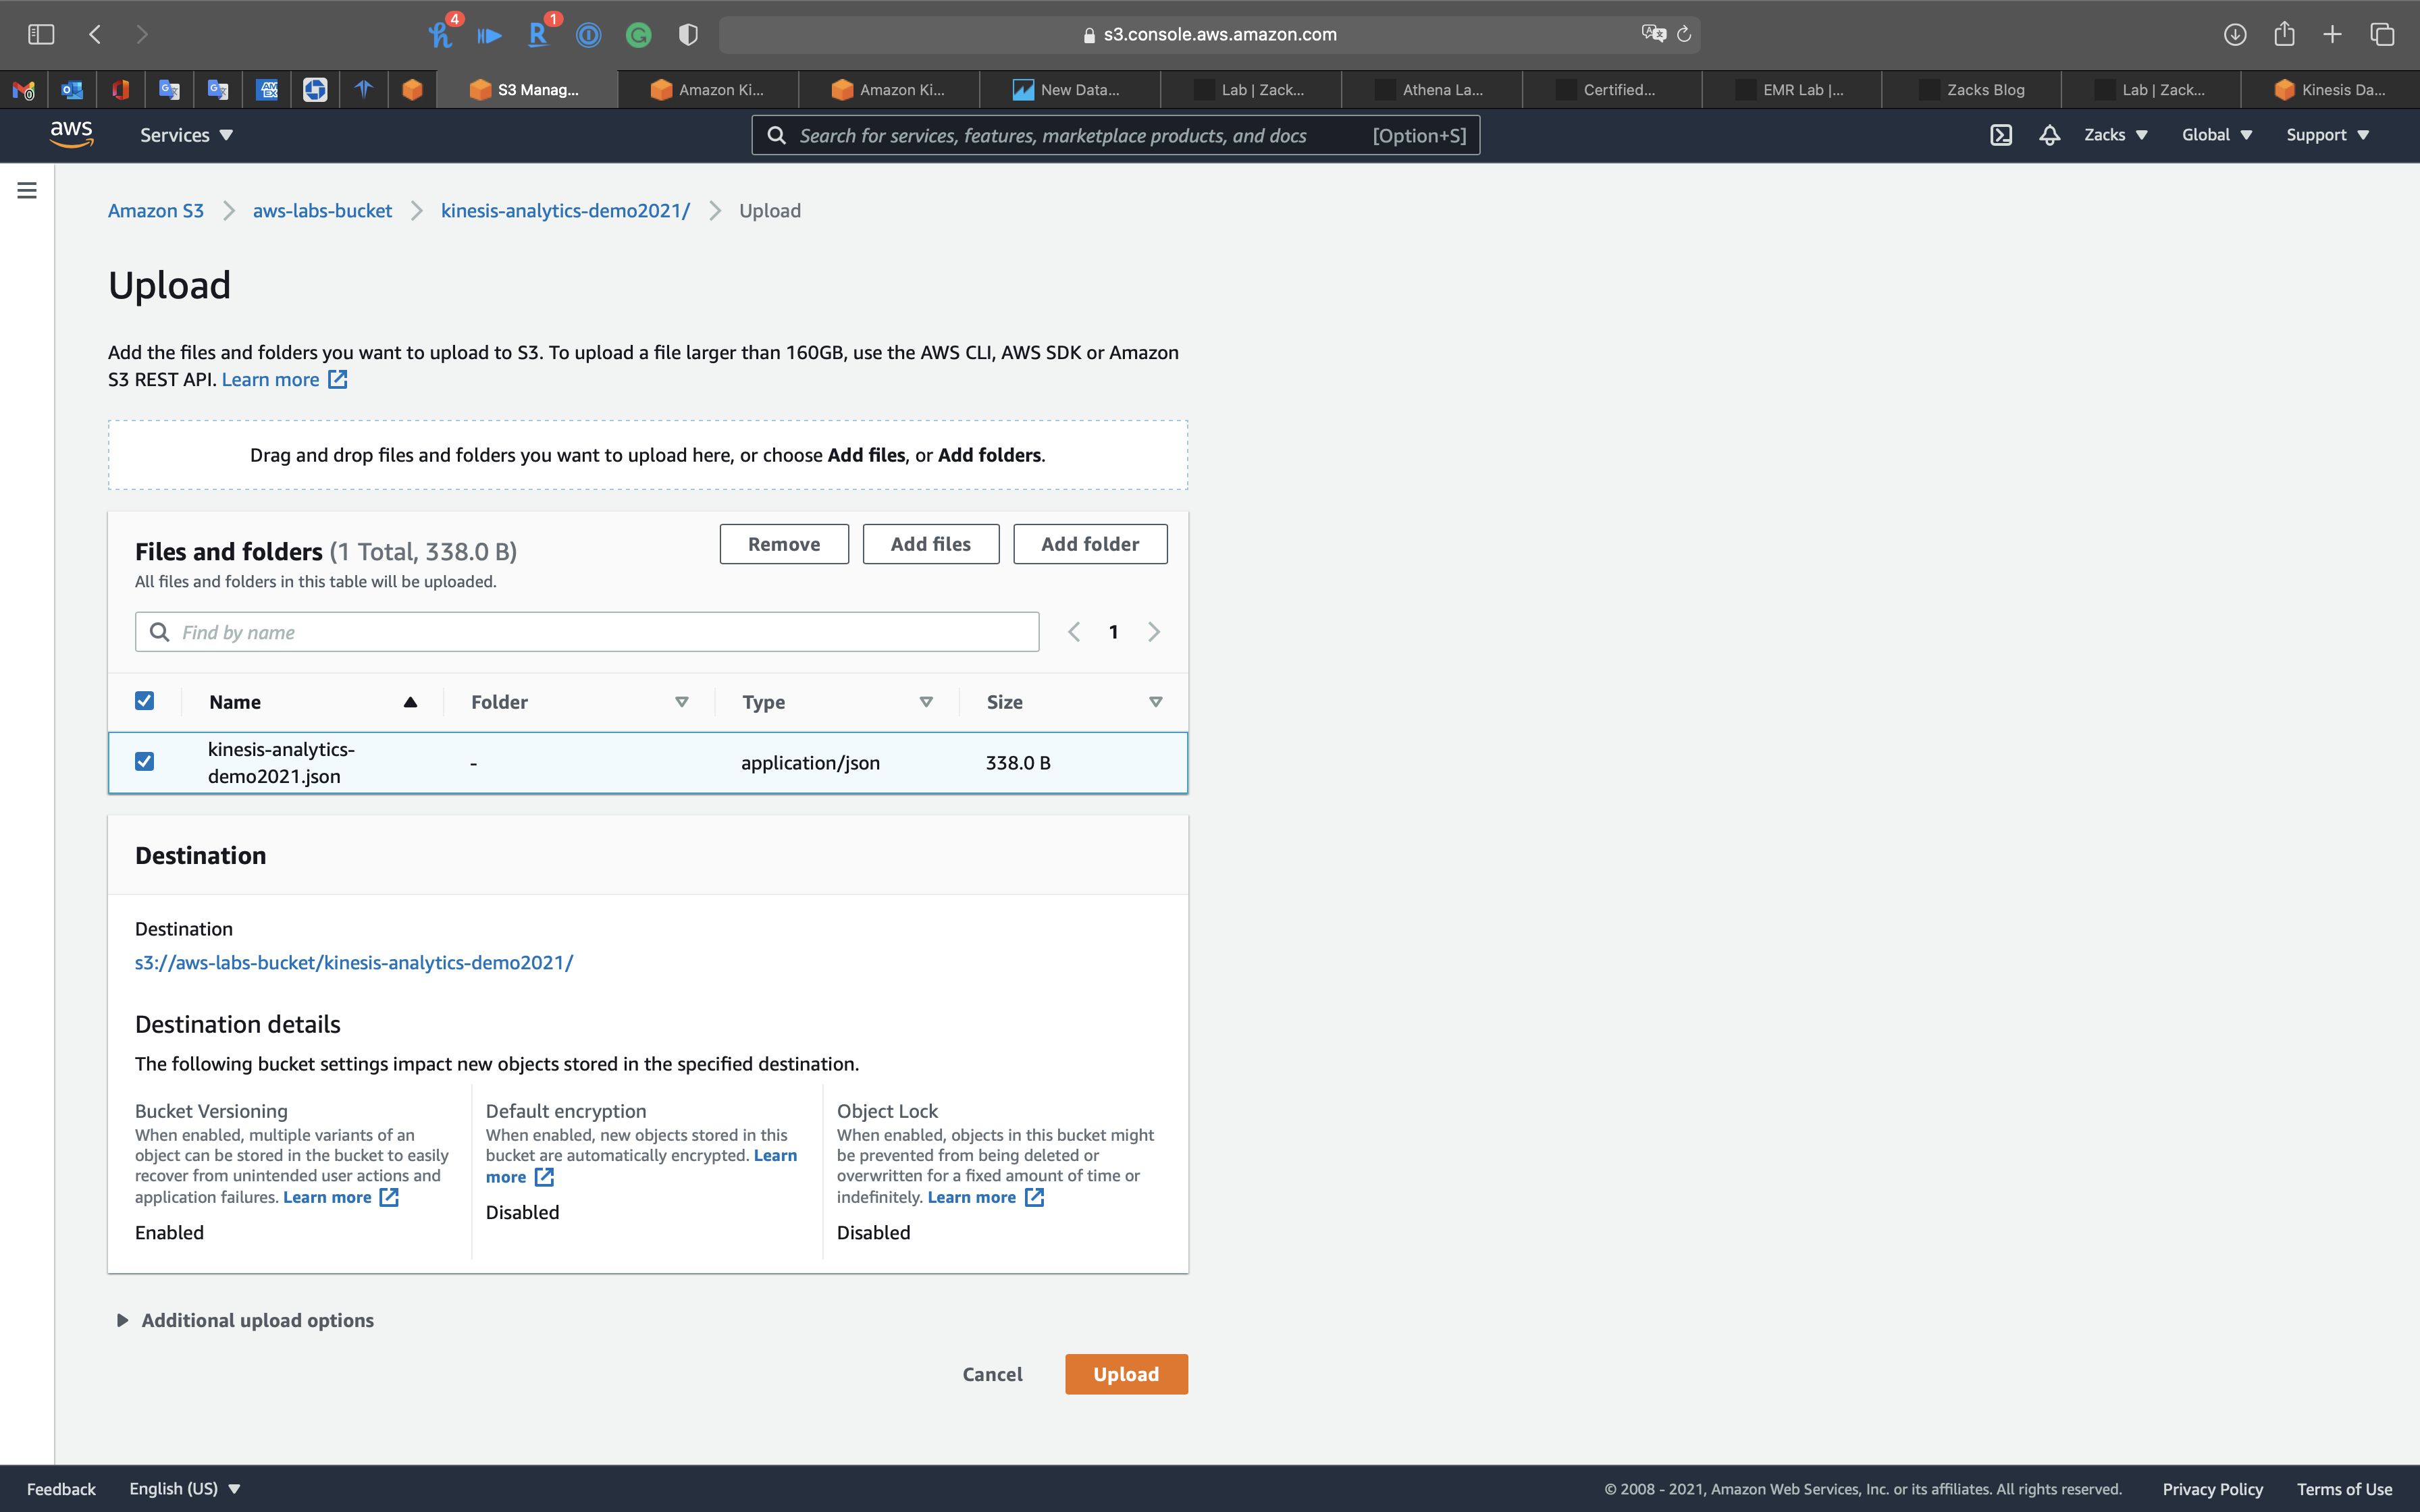 4
1
s3.console.aws.amazon.com
S3 Manag...
Amazon Ki...
Amazon Ki...
New Data...
Lab | Zack...
Athena La...
Certified...
EMR Lab |...
Zacks Blog
Lab | Zack...
Kinesis Da...
aws
Services
Search for services, features, marketplace products, and docs
[Option+S]
Zacks
Global
Support
Amazon S3
aws-labs-bucket
kinesis-analytics-demo2021/
Upload
Upload
Add the files and folders you want to upload to S3. To upload a file larger than 160GB, use the AWS CLI, AWS SDK or Amazon
S3 REST API. Learn more
Drag and drop files and folders you want to upload here, or choose Add files, or Add folders.
Files and folders (1 Total, 338.0 B)
All files and folders in this table will be uploaded.
Remove
Add files
Add folder
Find by name
1
Name
Folder
Type
Size
kinesis-analytics-
demo2021.json
-
application/json
338.0 B
Destination
Destination
s3://aws-labs-bucket/kinesis-analytics-demo2021/
Destination details
The following bucket settings impact new objects stored in the specified destination.
Bucket Versioning
When enabled, multiple variants of an
object can be stored in the bucket to easily
recover from unintended user actions and
application failures. Learn more
Enabled
Default encryption
When enabled, new objects stored in this
bucket are automatically encrypted. Learn
more
Disabled
Object Lock
When enabled, objects in this bucket might
be prevented from being deleted or
overwritten for a fixed amount of time or
indefinitely. Learn more
Disabled
Additional upload options
Cancel
Upload
Feedback
English (US)
© 2008 - 2021, Amazon Web Services, Inc. or its affiliates. All rights reserved.
Privacy Policy
Terms of Use